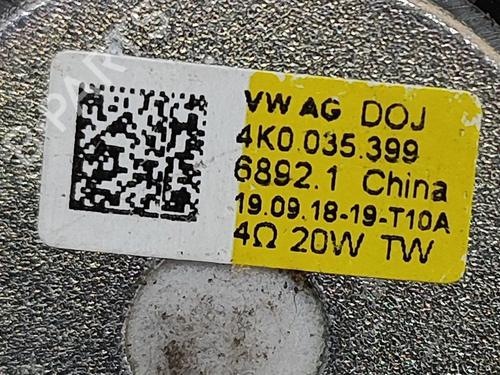 VW AG DOJ
4K0.035.399
6892.1 China
19.09.18-19-T10A
4Ω 20W TW